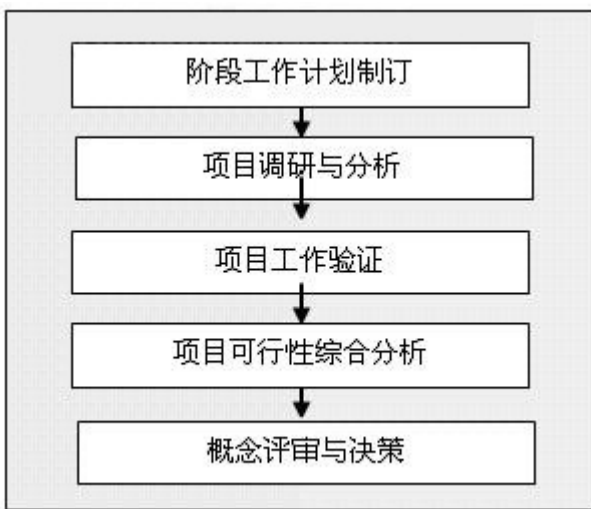 阶段工作计划制订
项目调研与分析
项目工作验证
项目可行性综合分析
概念评审与决策